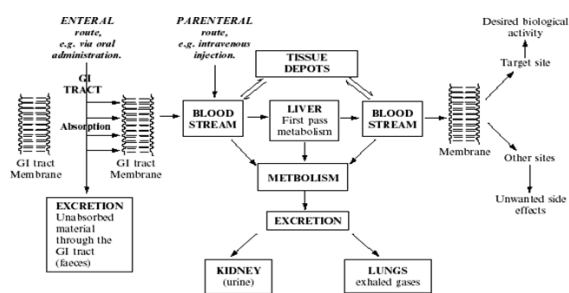 ENTERAL
route,
e.g. via oral
administration.
PARENTERAL
route,
e.g. intravenous
injection.
GI
TRACT
Absorption
GI tract
Membrane
GI tract
Membrane
EXCRETION
Unabsorbed
material
through the
GI tract
(faeces)
BLOOD
STREAM
TISSUE
DEPOTS
LIVER
First pass
metabolism
BLOOD
STREAM
METABOLISM
EXCRETION
KIDNEY
(urine)
LUNGS
exhaled gases
Membrane
Desired biological
activity
Target site
Other sites
Unwanted side
effects